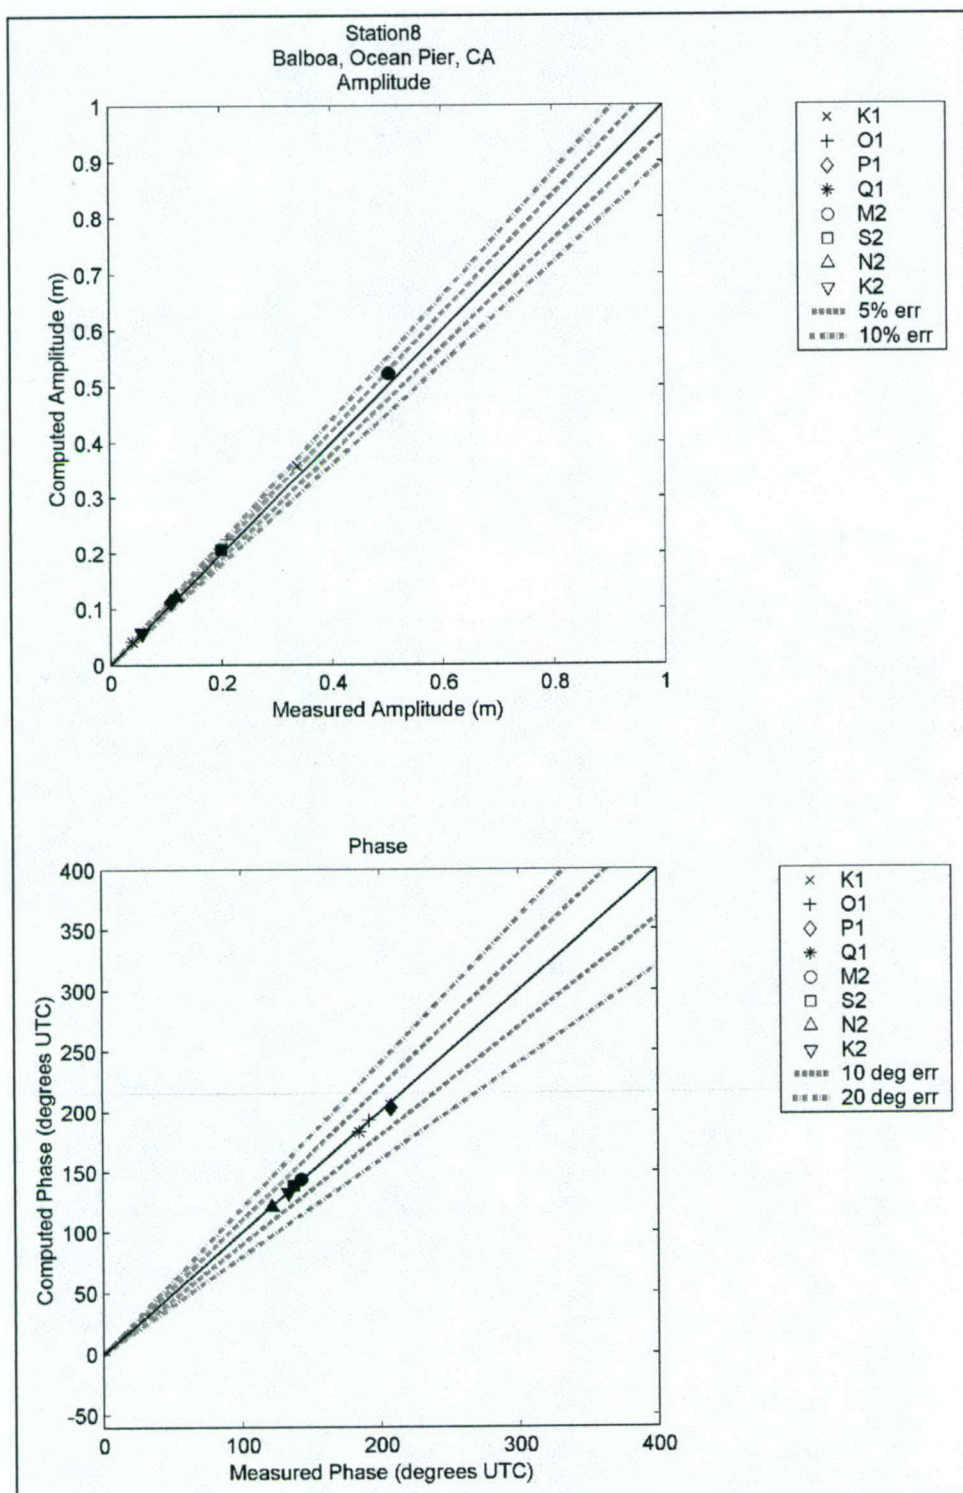 Station8
Balboa, Ocean Pier, CA
Amplitude
1
0.9
0.8
0.7
0.6
0.5
0.4
0.3
0.2
0.1
0
0
0.2
0.4
0.6
0.8
1
Computed Amplitude (m)
Measured Amplitude (m)
K1
O1
P1
Q1
M2
S2
N2
K2
5% err
10% err
Phase
400
350
300
250
200
150
100
50
0
-50
0
100
200
300
400
Computed Phase (degrees UTC)
Measured Phase (degrees UTC)
K1
O1
P1
Q1
M2
S2
N2
K2
10 deg err
20 deg err